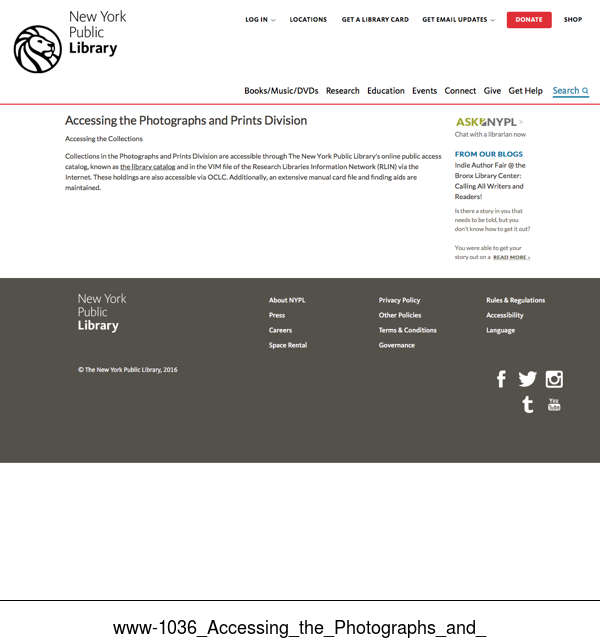 New York
Public
Library
LOG IN
LOCATIONS
GET A LIBRARY CARD
GET EMAIL UPDATES
DONATE
SHOP
Books/Music/DVDs
Research
Education
Events
Connect
Give
Get Help
Search
Accessing the Photographs and Prints Division
Accessing the Collections
Collections in the Photographs and Prints Division are accessible through The New York Public Library's online public access
catalog, known as the library catalog and in the VIM file of the Research Libraries Information Network (RLIN) via the
Internet. These holdings are also accessible via OCLC. Additionally, an extensive manual card file and finding aids are
maintained.
ASK NYPL >
Chat with a librarian now
FROM OUR BLOGS
Indie Author Fair @ the
Bronx Library Center:
Calling All Writers and
Readers!
Is there a story in you that
needs to be told, but you
don't know how to get it out?
You were able to get your
story out on a READ MORE ›
New York
Public
Library
About NYPL
Press
Careers
Space Rental
Privacy Policy
Other Policies
Terms & Conditions
Governance
Rules & Regulations
Accessibility
Language
© The New York Public Library, 2016
You
Tube
www-1036_Accessing_the_Photographs_and_